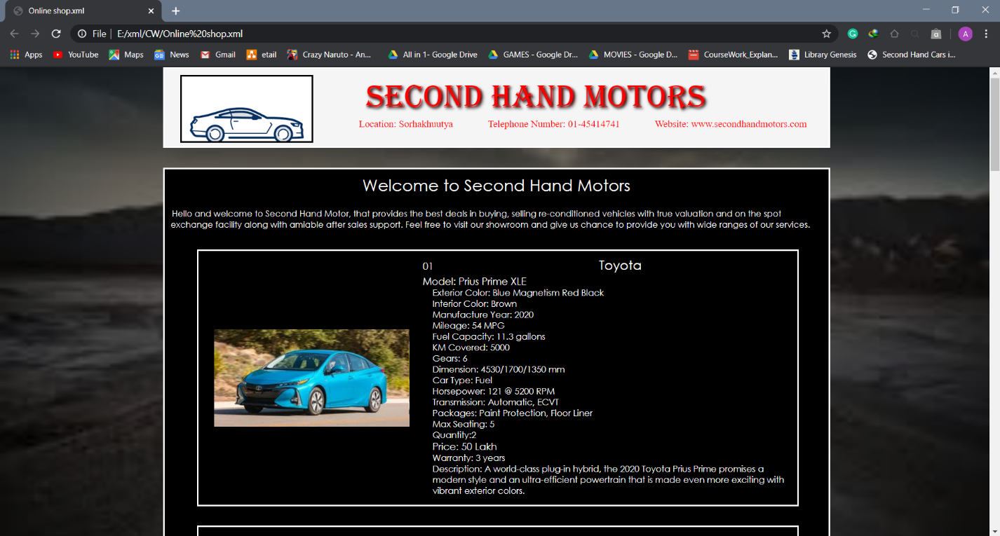 Online shop.xml
File | E:/xml/CW/Online%20shop.xml
A
Apps YouTube Maps News Gmail etail Crazy Naruto - An... All in 1- Google Drive GAMES - Google Dr... MOVIES - Google D... CourseWork_Explan... Library Genesis Second Hand Cars i...
SECOND HAND MOTORS
Location: Sorhakhuutya Telephone Number: 01-45414741 Website: www.secondhandmotors.com
Welcome to Second Hand Motors
Hello and welcome to Second Hand Motor, that provides the best deals in buying, selling re-conditioned vehicles with true valuation and on the spot
exchange facility along with amiable after sales support. Feel free to visit our showroom and give us chance to provide you with wide ranges of our services.
01 Toyota
Model: Prius Prime XLE
Exterior Color: Blue Magnetism Red Black
Interior Color: Brown
Manufacture Year: 2020
Mileage: 54 MPG
Fuel Capacity: 11.3 gallons
KM Covered: 5000
Gears: 6
Dimension: 4530/1700/1350 mm
Car Type: Fuel
Horsepower: 121 @ 5200 RPM
Transmission: Automatic, ECVT
Packages: Paint Protection, Floor Liner
Max Seating: 5
Quantity:2
Price: 50 Lakh
Warranty: 3 years
Description: A world-class plug-in hybrid, the 2020 Toyota Prius Prime promises a
modern style and an ultra-efficient powertrain that is made even more exciting with
vibrant exterior colors.